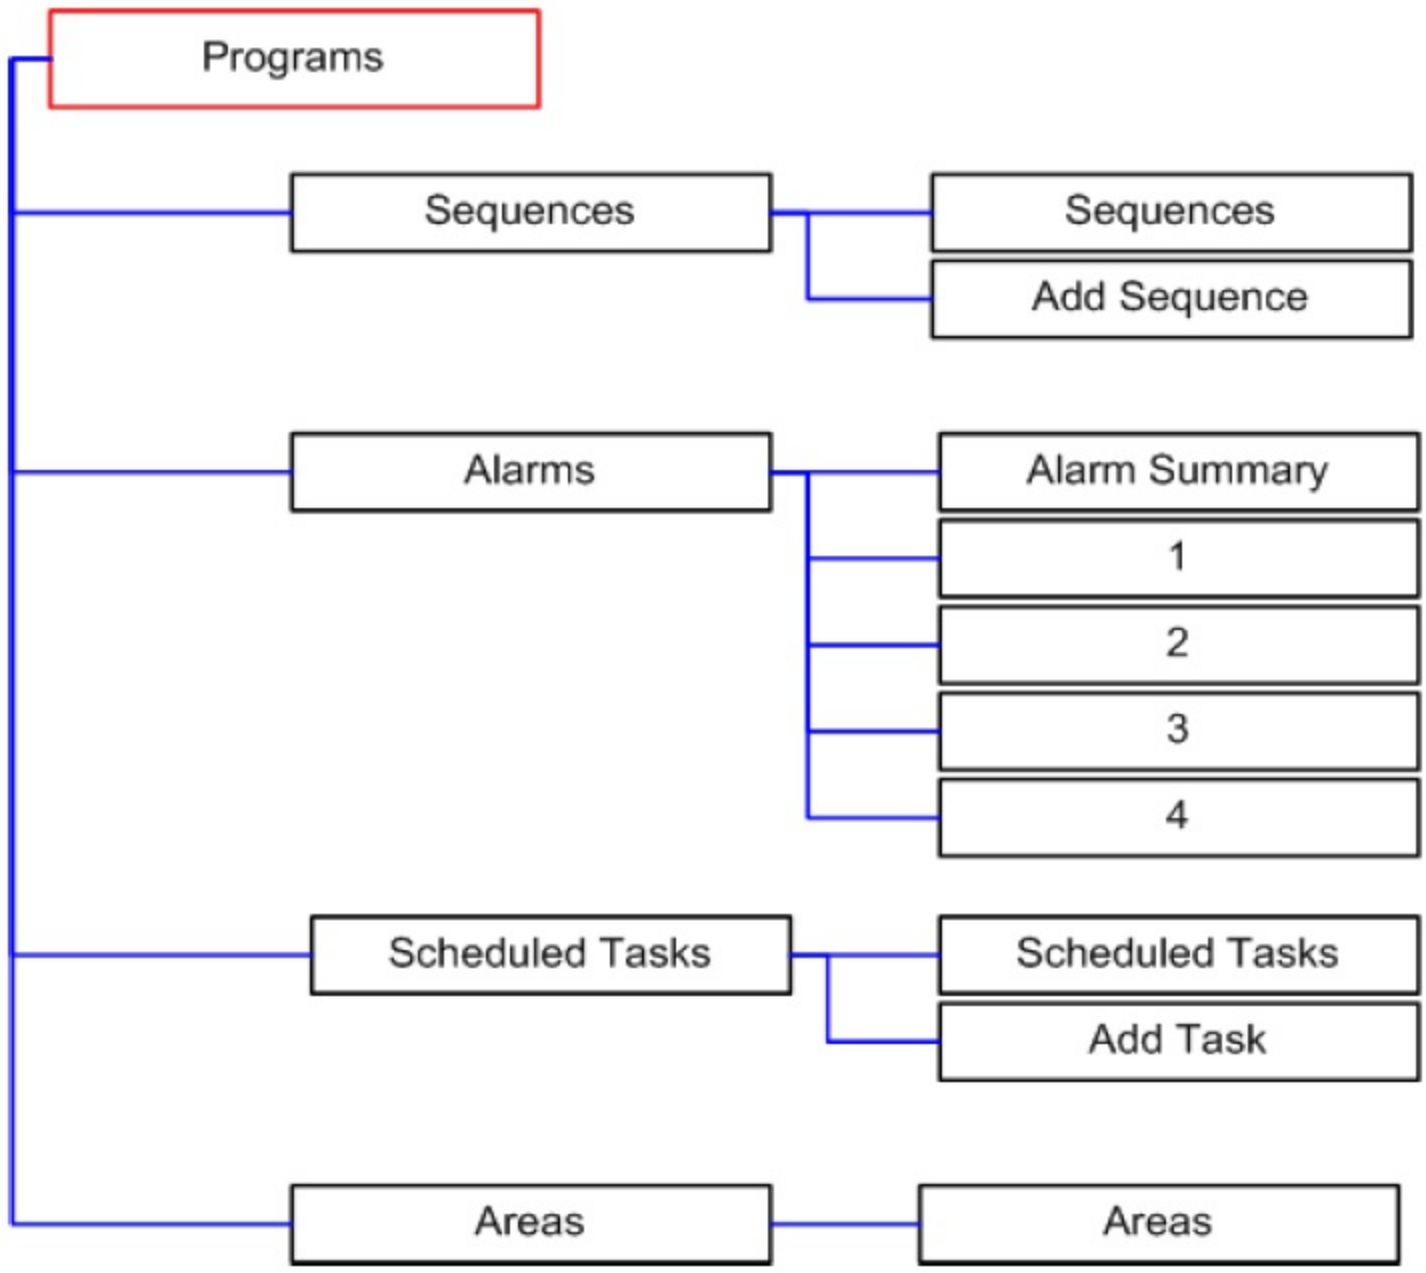 Programs
Sequences
Sequences
Add Sequence
Alarms
Alarm Summary
1
2
3
4
Scheduled Tasks
Scheduled Tasks
Add Task
Areas
Areas